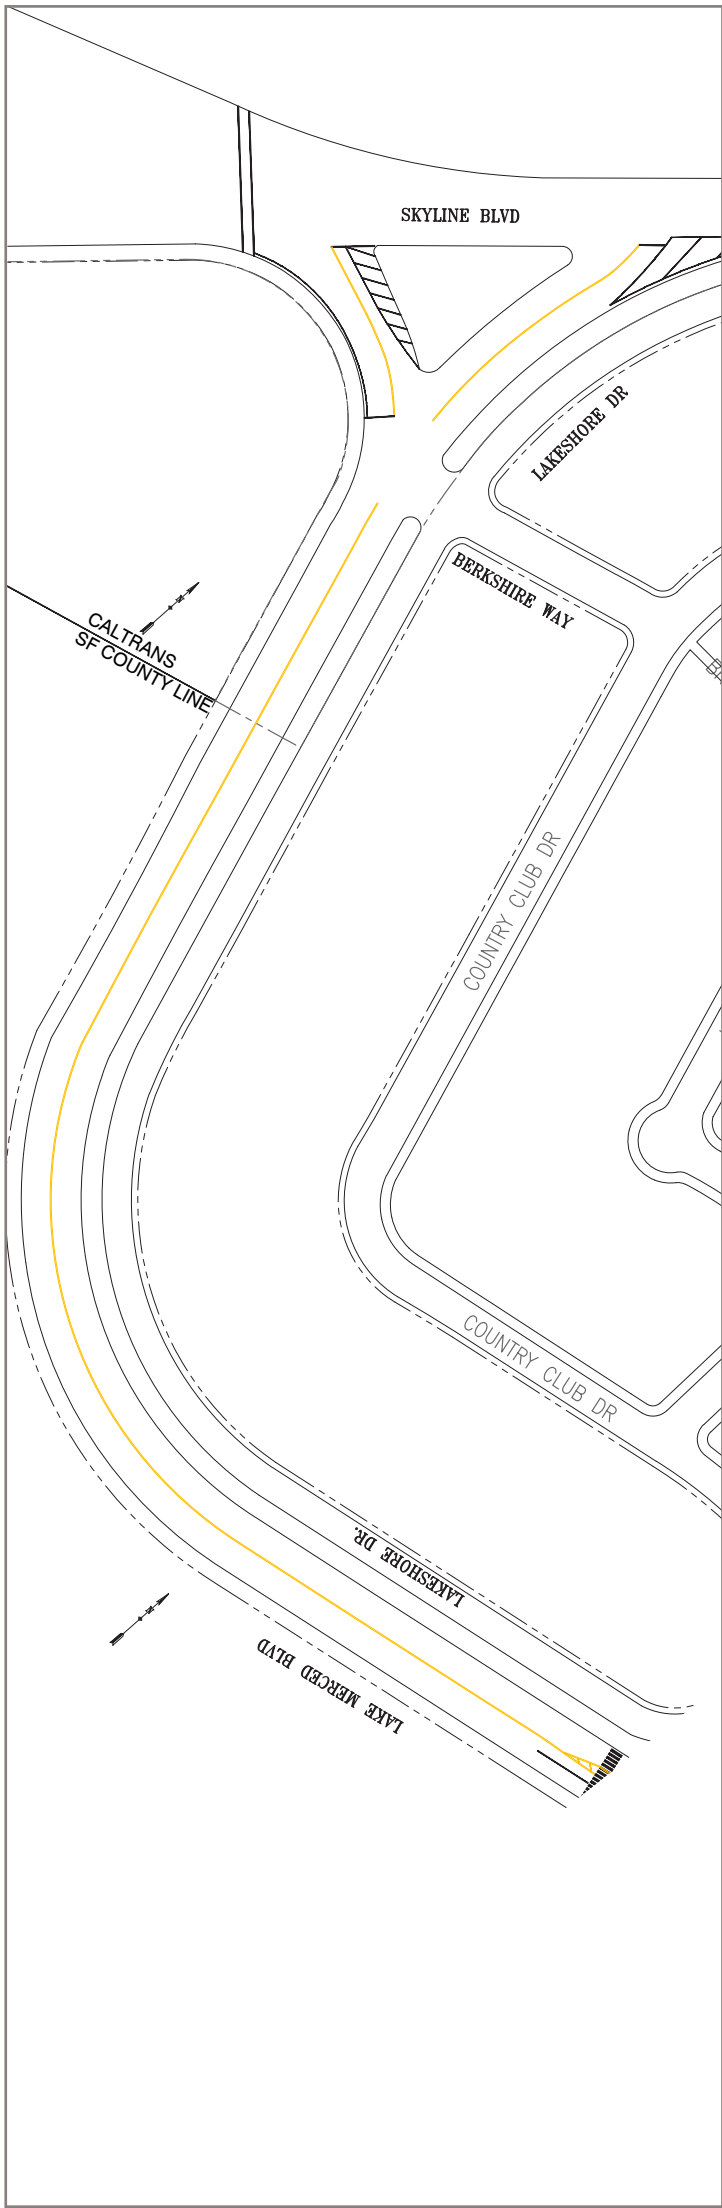 SKYLINE BLVD
LAKESHORE DR
BERKSHIRE WAY
CALTRANS
SF COUNTY LINE
COUNTRY CLUB DR
COUNTRY CLUB DR
LAKESHORE DR.
LAKE MERCED BLVD